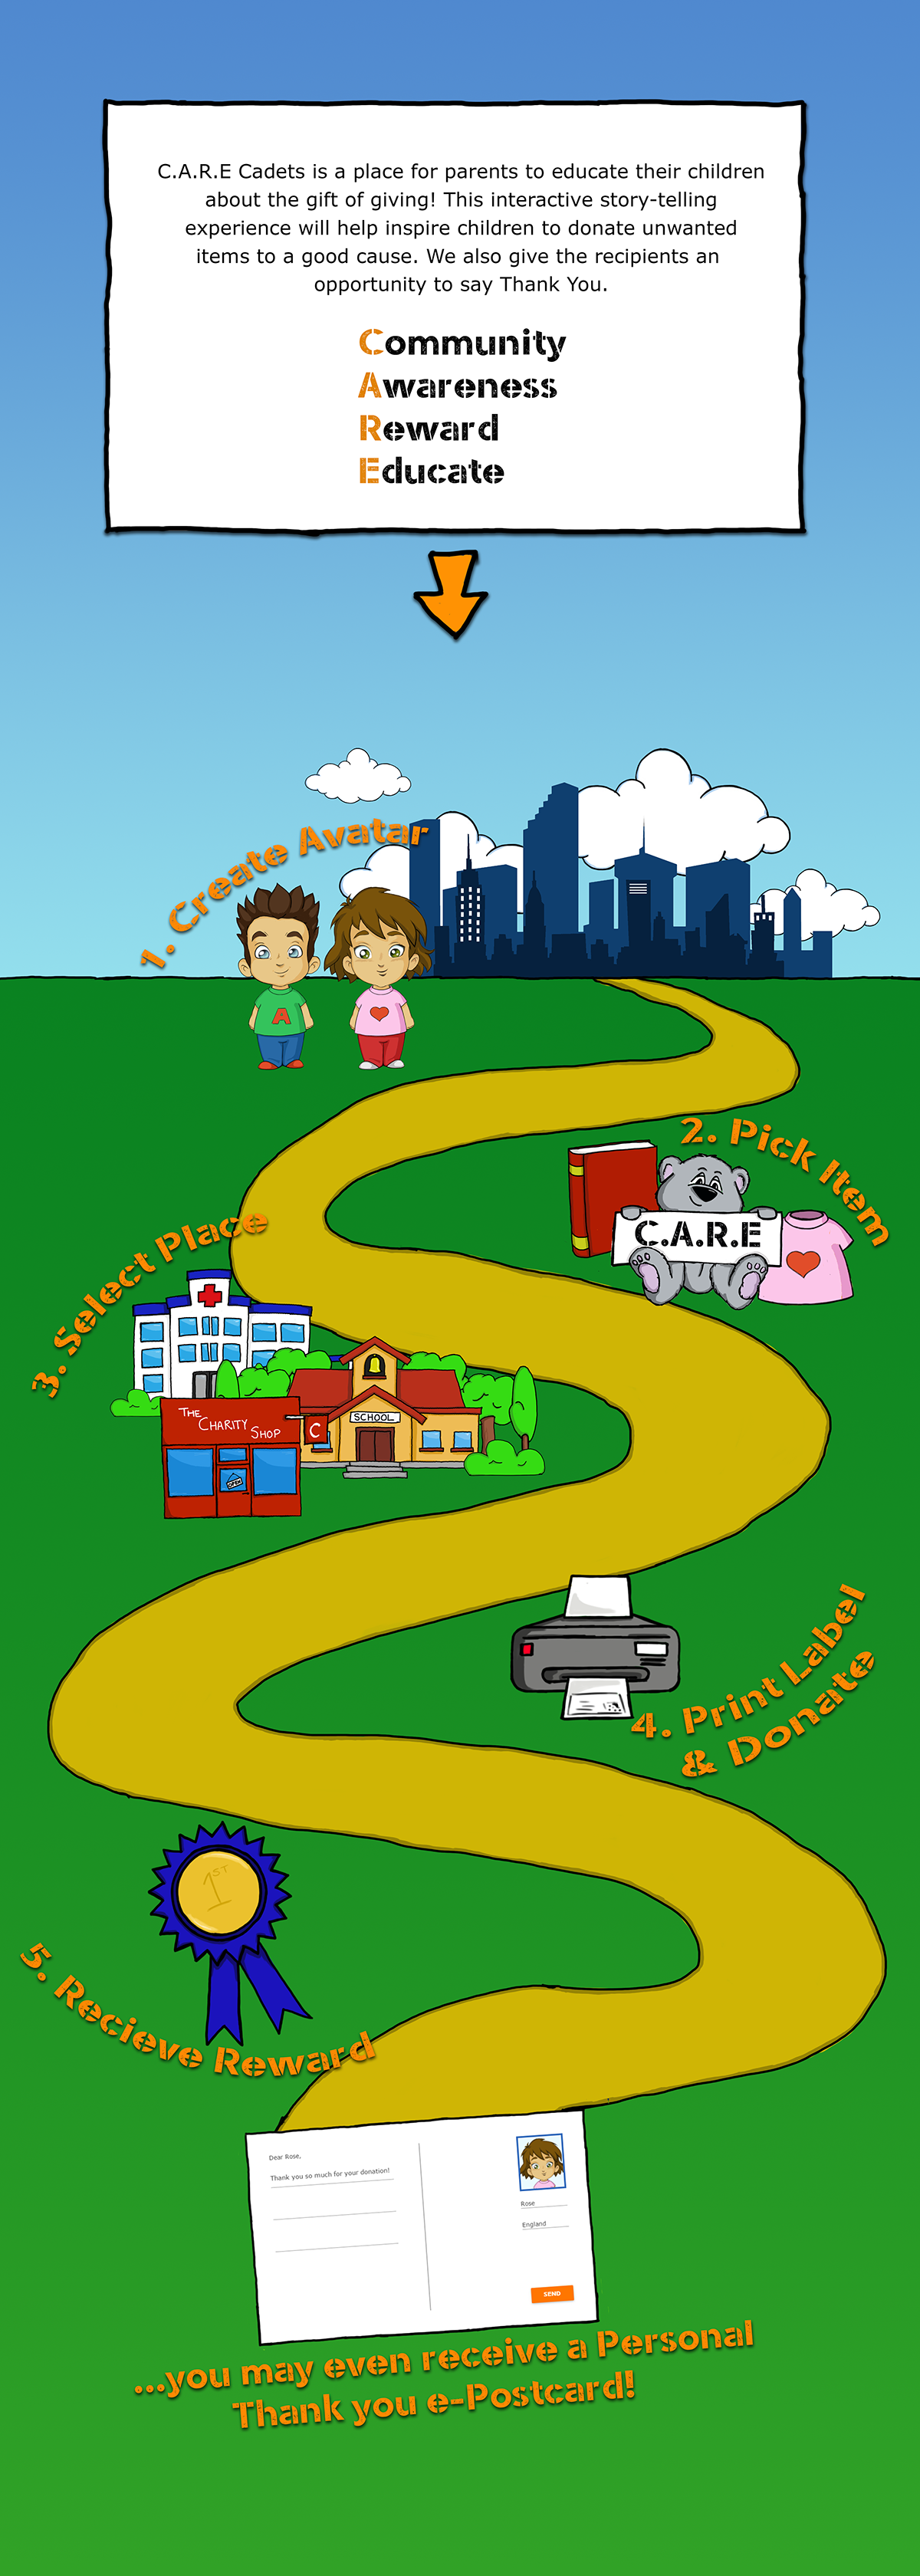 C.A.R.E Cadets is a place for parents to educate their children
about the gift of giving! This interactive story-telling
experience will help inspire children to donate unwanted
items to a good cause. We also give the recipients an
opportunity to say Thank You.
Community
Awareness
Reward
Educate
1. Create Avatar
A
2. Pick Item
C.A.R.E
3. Select Place
THE
CHARITY
SHOP
C
SCHOOL
OPEN
4. Print Label
& Donate
1ST
5. Recieve Reward
Dear Rose,
Thank you so much for your donation!
Rose
England
SEND
...you may even receive a Personal
Thank you e-Postcard!